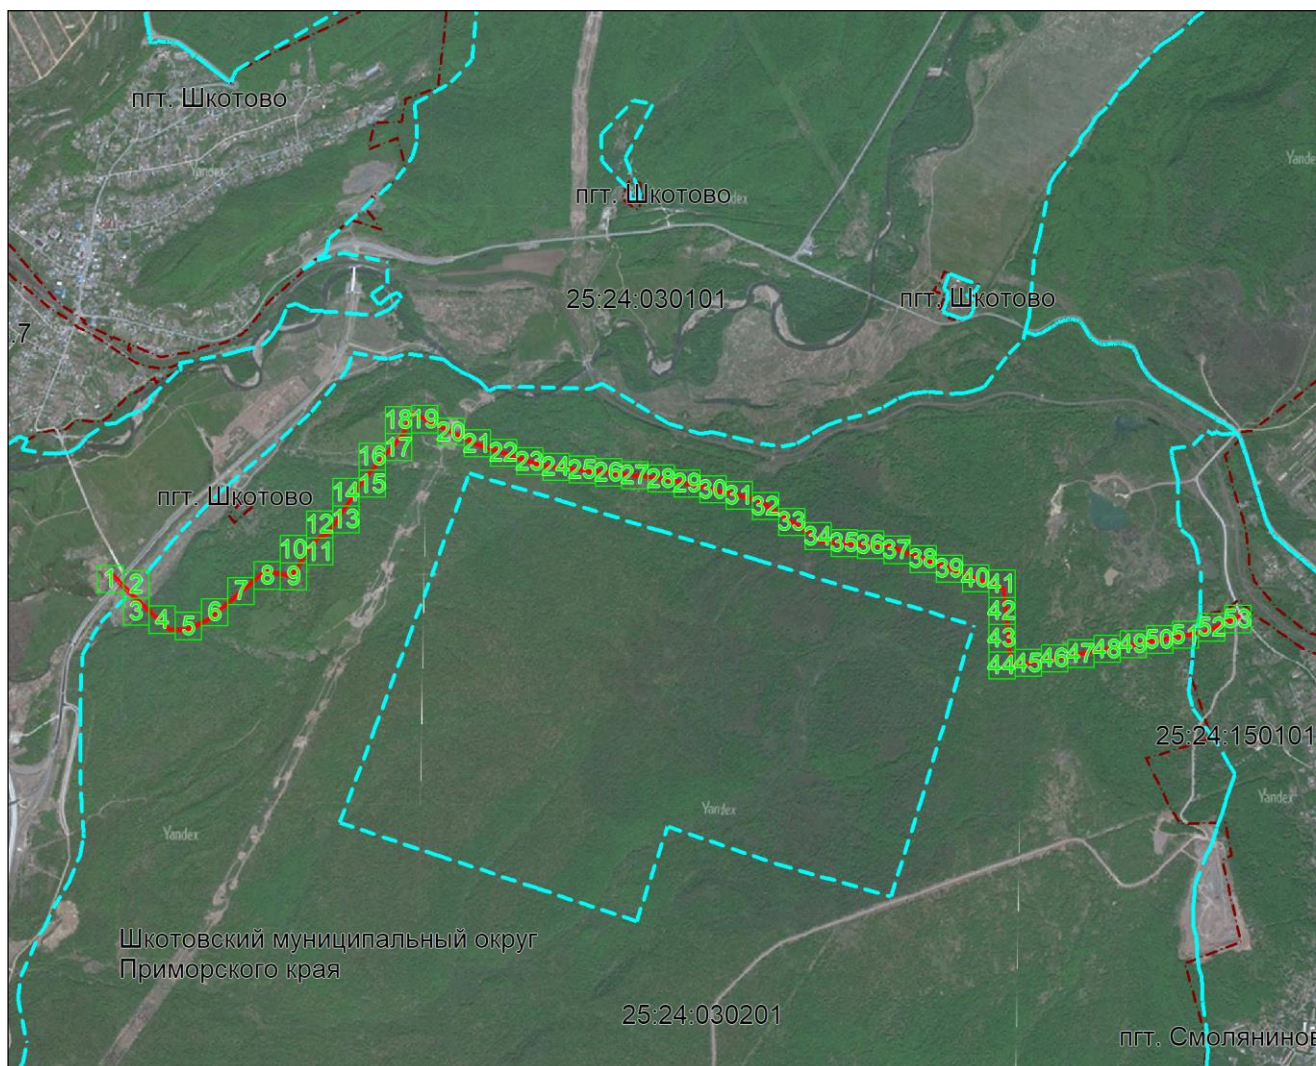 пгт. Шкотово
Yandex
Yande
пгт. Шкотово
dex
25:24:030101
пгт. Шкотово
.7
18 19 20 21 22 23 24 25 26 27 28 29 30 31 32 33 34 35 36 37 38 39 40 41
17
16
15
пгт. Шкотово
14
13
12
11
10
9
8
7
6
5
4
3
2
1
42
43
44 45 46 47 48 49 50 51 52 53
25:24:150101
Yandex
Yandex
Yandex
Шкотовский муниципальный округ
Приморского края
25:24:030201
пгт. Смолянинов